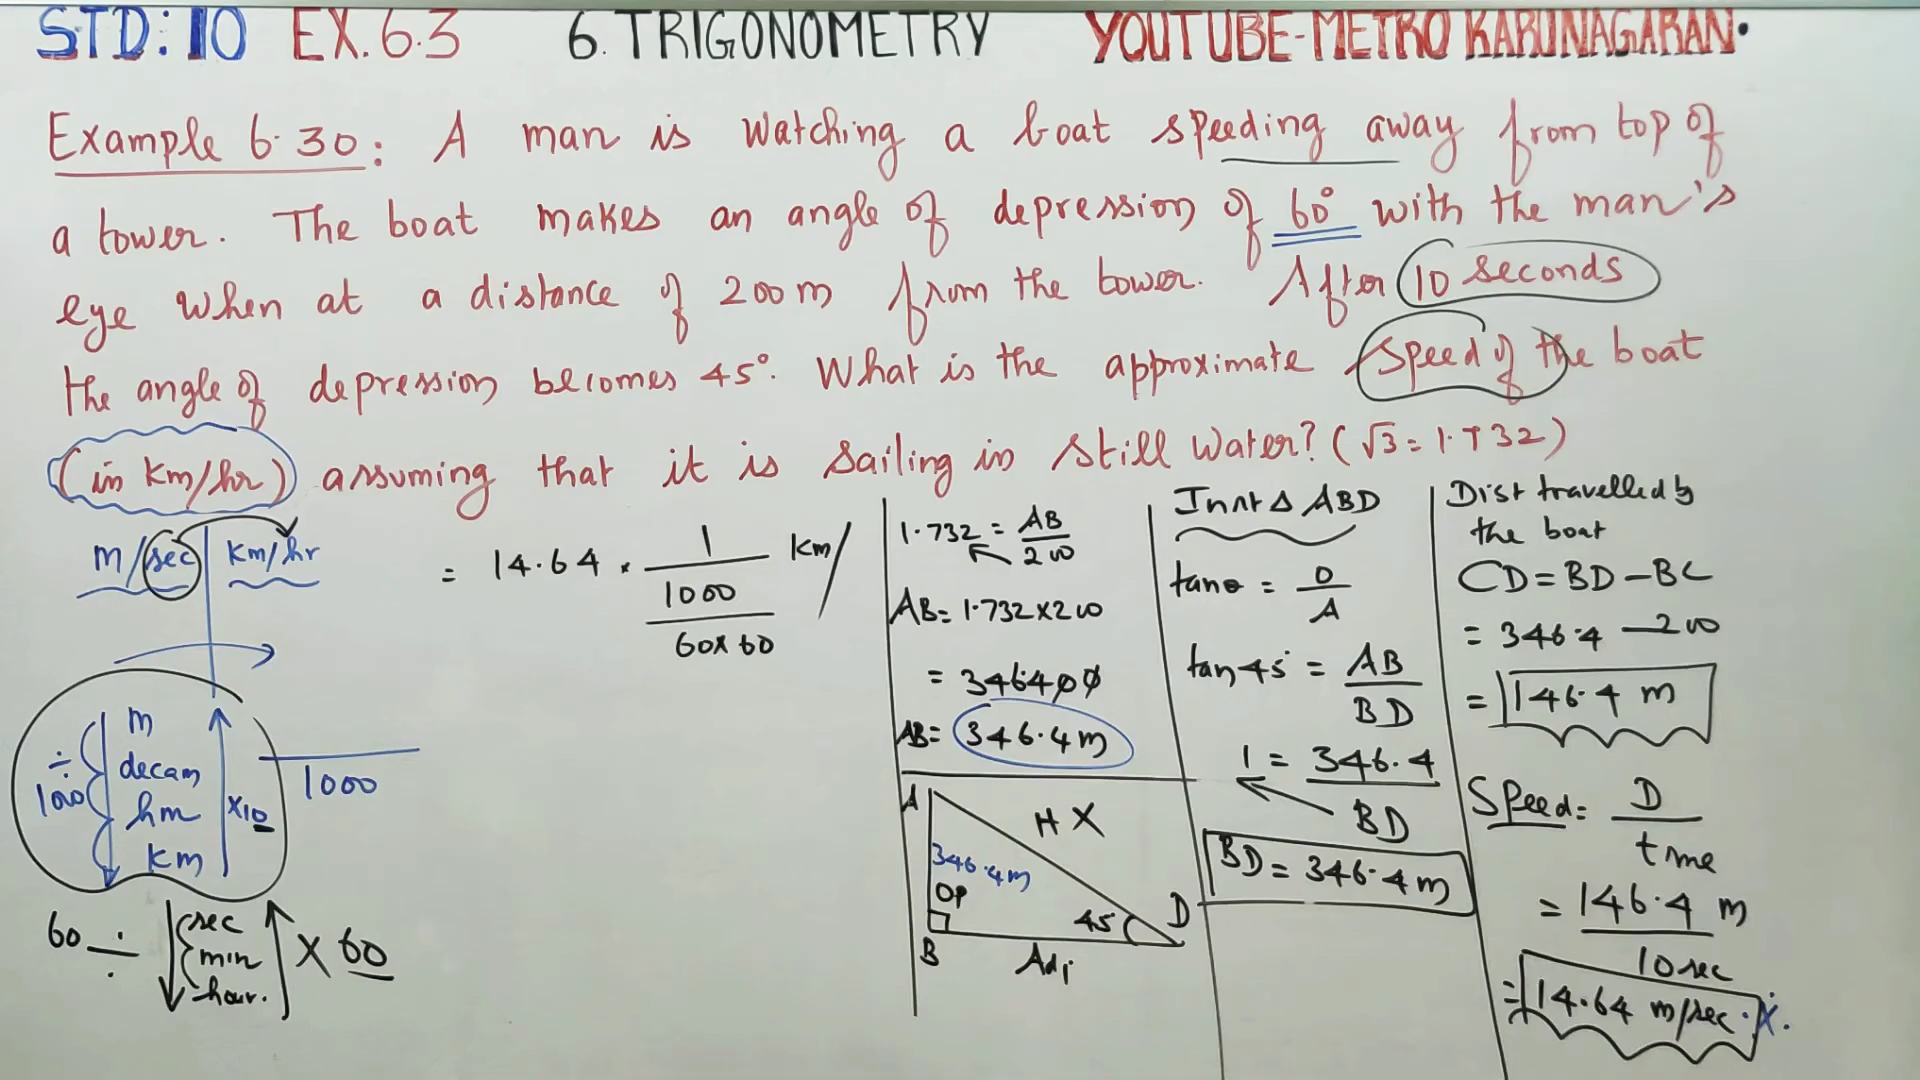 STD: 10 EX. 6.3 6. TRIGONOMETRY YOUTUBE-METRO KARUNAGARAN.
Example 6.30: A man is watching a boat speeding away from top of
a tower. The boat makes an angle of depression of 60° with the man's
eye when at a distance of 200 m from the tower. After 10 seconds
the angle of depression becomes 45°. What is the approximate speed of the boat
(in km/hr) assuming that it is sailing in still water? (√3 = 1.732)
m/sec | km/hr
m
decam
hm
km
÷
1000
×10
1000
60 ÷
sec
min
hour.
× 60
= 14.64 × 1/(1000/(60×60)) km/
1.732 = AB/200
AB = 1.732×200
= 346400
AB = 346.4 m
A
H X
346.4 m
OP
45
D
B
Adj
In rt Δ ABD
tan θ = O/A
tan 45° = AB/BD
1 = 346.4/BD
BD = 346.4 m
Dist travelled by
the boat
CD = BD – BC
= 346.4 – 200
= 146.4 m
Speed = D/time
= 146.4 m/10 sec
= 14.64 m/sec.